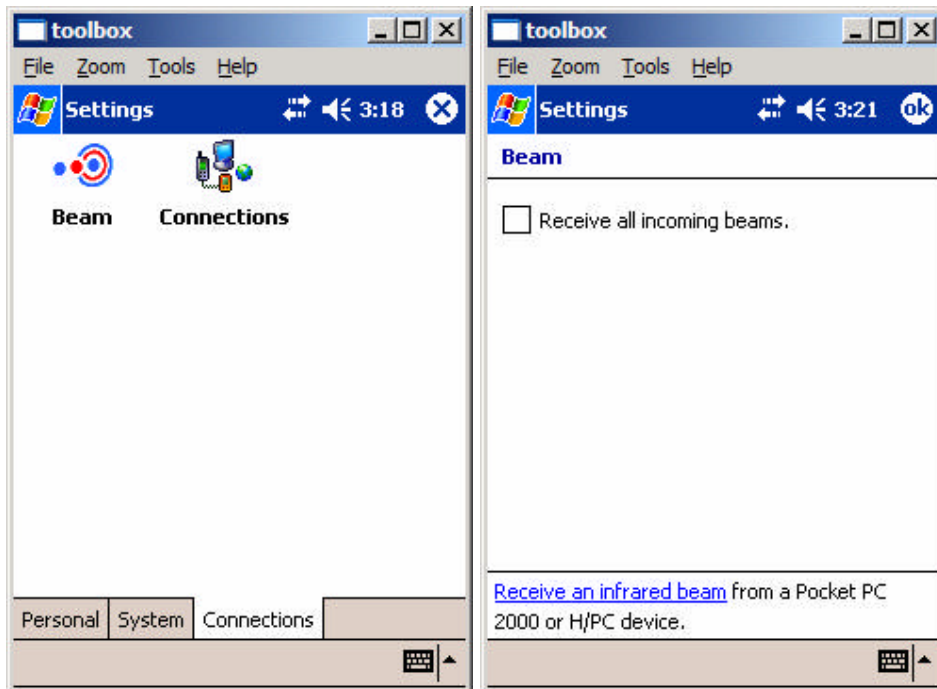 toolbox
File Zoom Tools Help
Settings 3:18
Beam Connections
Personal System Connections
toolbox
File Zoom Tools Help
Settings 3:21 ok
Beam
Receive all incoming beams.
Receive an infrared beam from a Pocket PC
2000 or H/PC device.